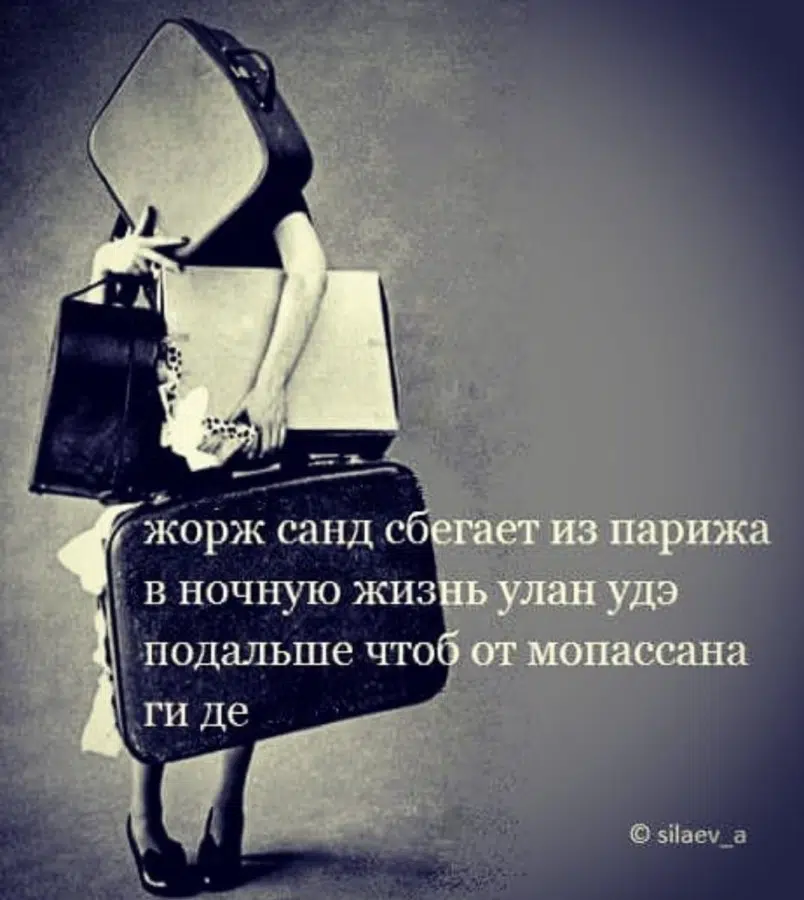 жорж санд сбегает из парижа
в ночную жизнь улан удэ
подальше чтоб от мопассана
ги де
© silaev_a